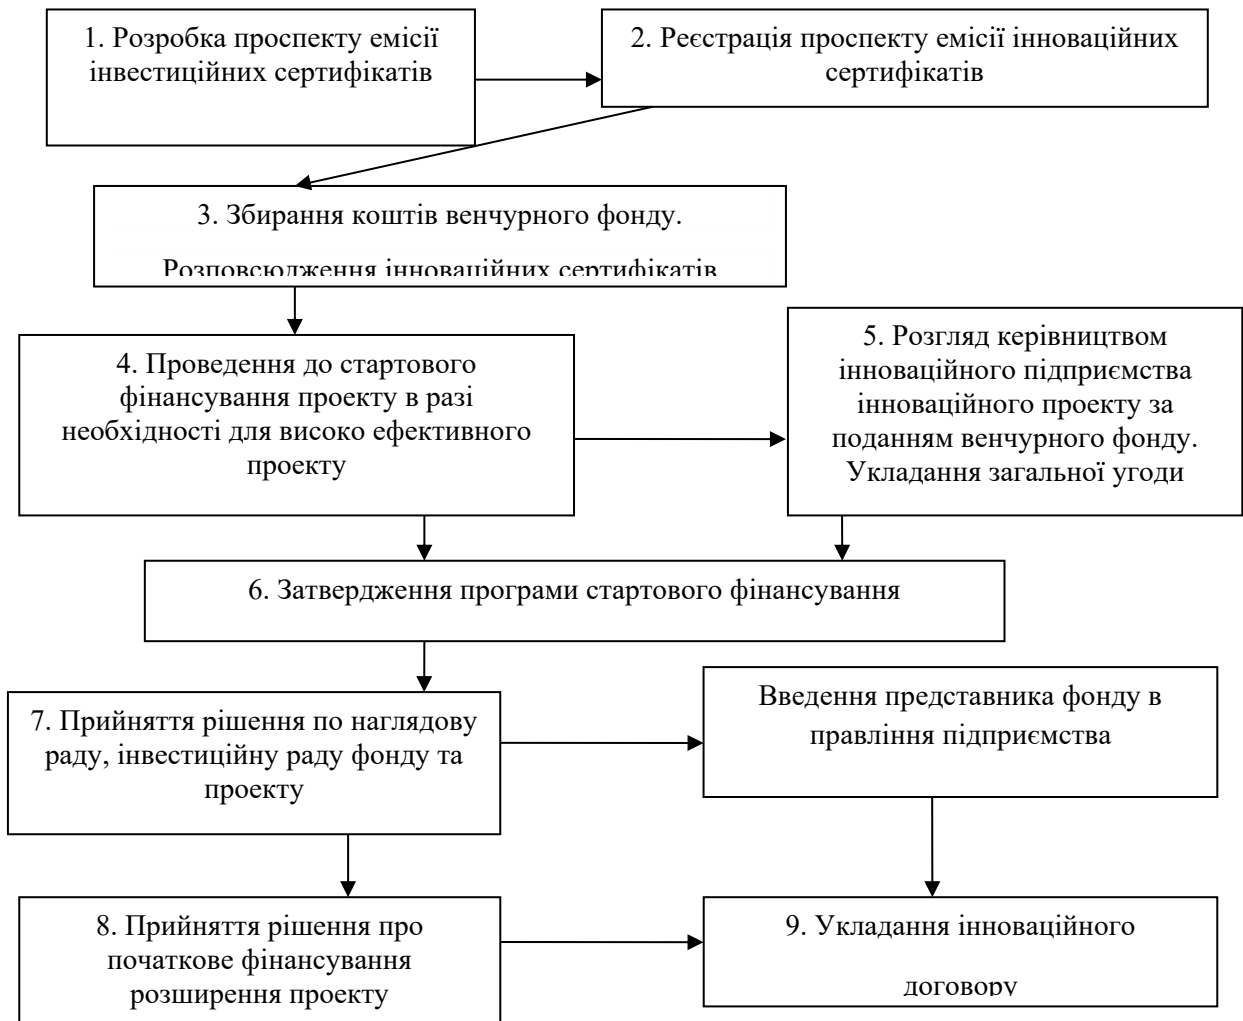 1. Розробка проспекту емісії
інвестиційних сертифікатів
2. Реєстрація проспекту емісії інноваційних
сертифікатів
3. Збирання коштів венчурного фонду.
Розповсюдження інноваційних сертифікатів
4. Проведення до стартового
фінансування проекту в разі
необхідності для високо ефективного
проекту
5. Розгляд керівництвом
інноваційного підприємства
інноваційного проекту за
поданням венчурного фонду.
Укладання загальної угоди
6. Затвердження програми стартового фінансування
7. Прийняття рішення по наглядову
раду, інвестиційну раду фонду та
проекту
Введення представника фонду в
правління підприємства
8. Прийняття рішення про
початкове фінансування
розширення проекту
9. Укладання інноваційного
договору